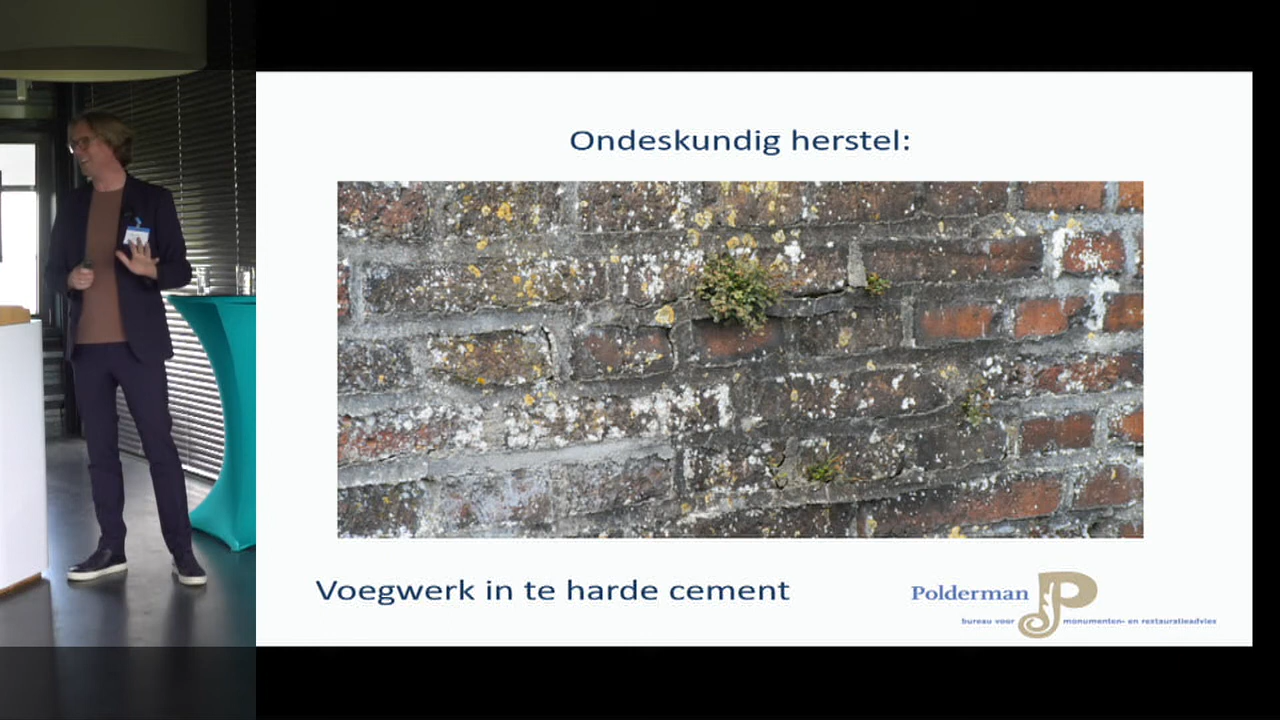 Ondeskundig herstel:
Voegwerk in te harde cement
Polderman
bureau voor monumenten- en restauratieadvies